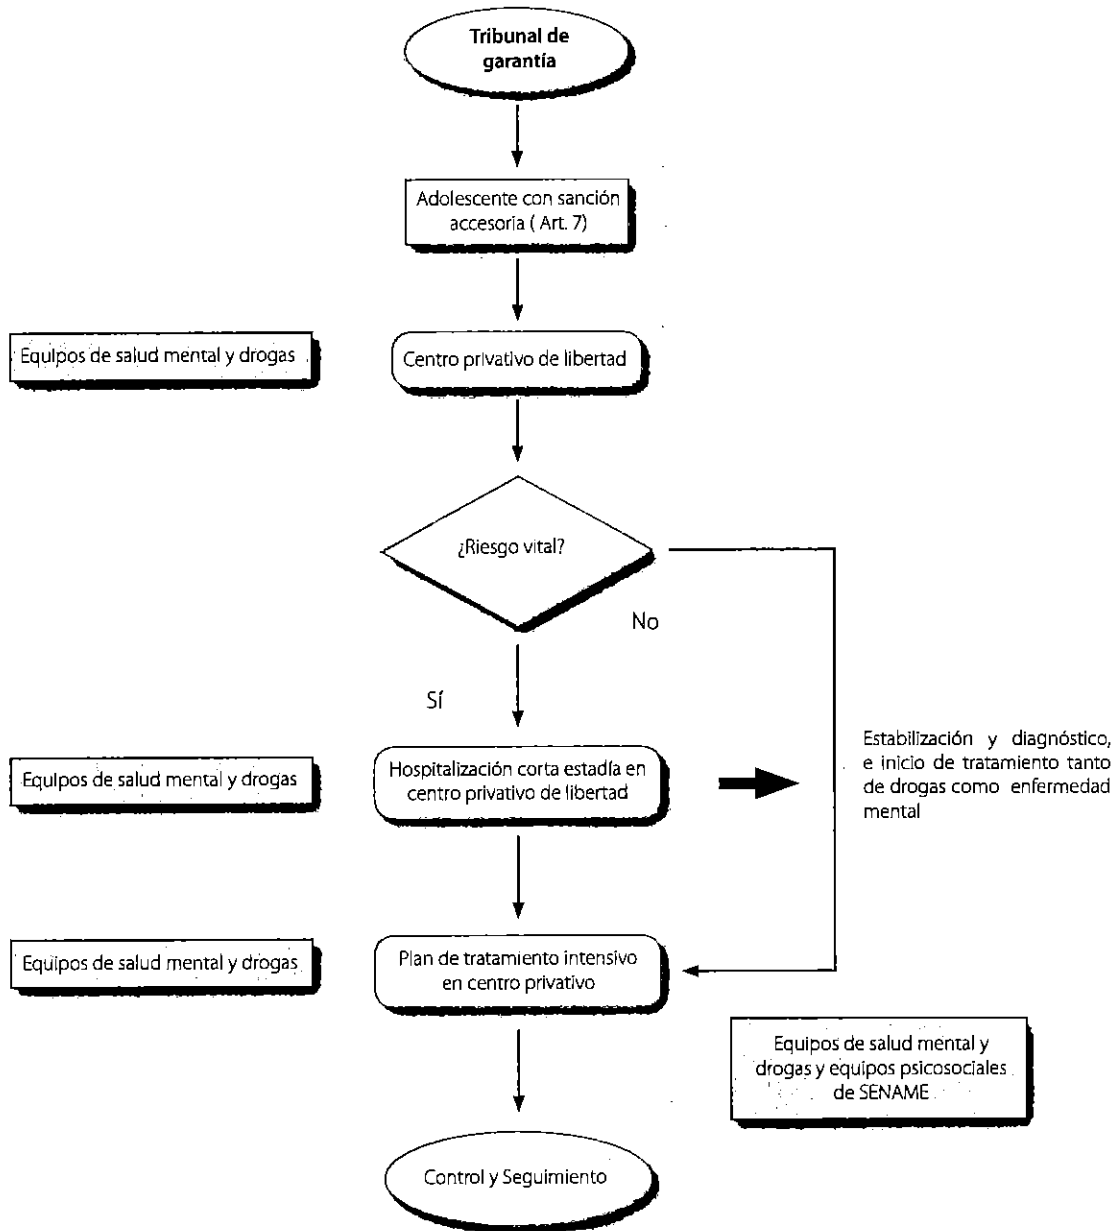 Tribunal de
garantía
Adolescente con sanción
accesoria ( Art. 7)
Equipos de salud mental y drogas
Centro privativo de libertad
¿Riesgo vital?
No
Sí
Equipos de salud mental y drogas
Hospitalización corta estadía en
centro privativo de libertad
Estabilización y diagnóstico,
e inicio de tratamiento tanto
de drogas como enfermedad
mental
Equipos de salud mental y drogas
Plan de tratamiento intensivo
en centro privativo
Equipos de salud mental y
drogas y equipos psicosociales
de SENAME
Control y Seguimiento